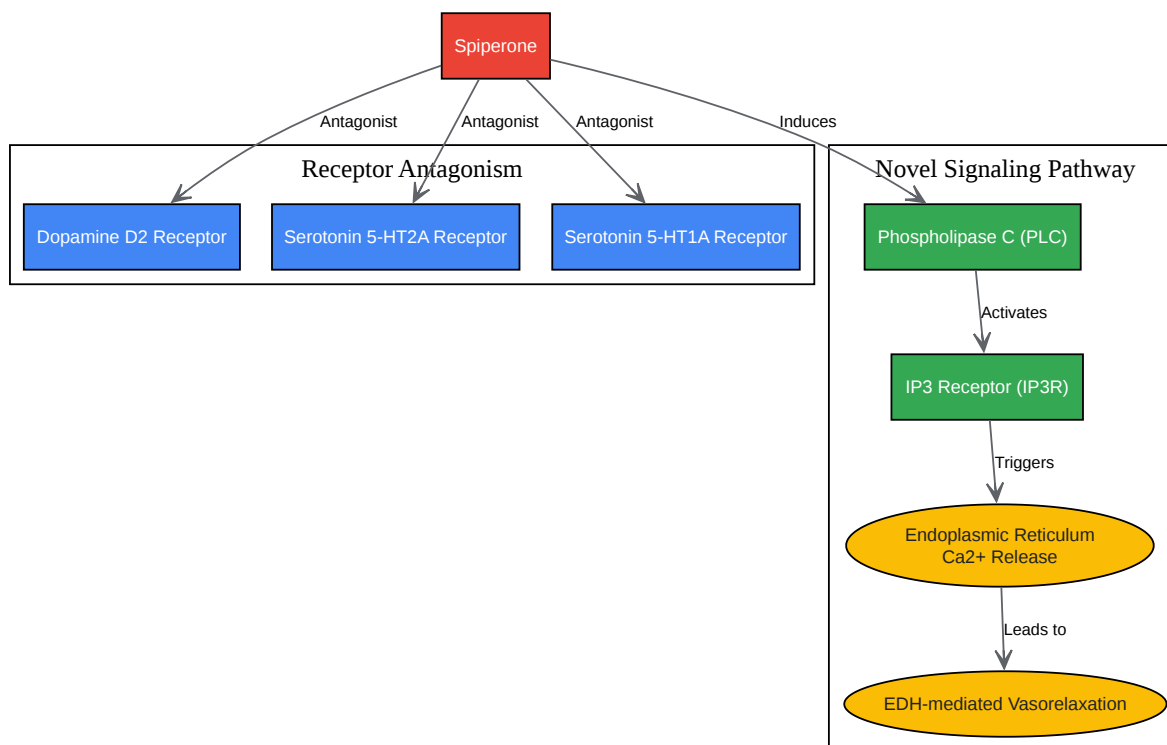 Spiperone
Antagonist
Antagonist
Antagonist
Induces
Receptor Antagonism
Novel Signaling Pathway
Dopamine D2 Receptor
Serotonin 5-HT2A Receptor
Serotonin 5-HT1A Receptor
Phospholipase C (PLC)
Activates
IP3 Receptor (IP3R)
Triggers
Endoplasmic Reticulum
Ca2+ Release
Leads to
EDH-mediated Vasorelaxation